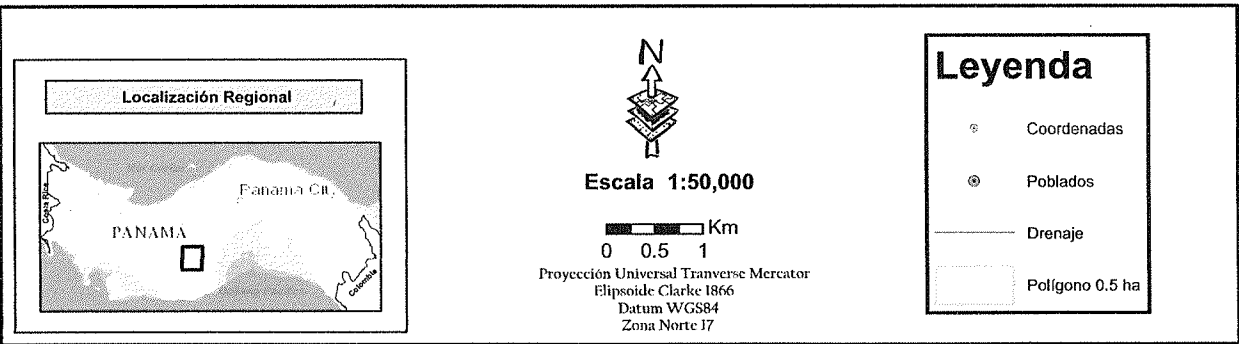 Localización Regional
Costa Rica
Panama City
PANAMÁ
Colombia
N
Escala 1:50,000
Km
0 0.5 1
Proyección Universal Tranverse Mercator
Elipsoide Clarke 1866
Datum WGS84
Zona Norte 17
Leyenda
Coordenadas
Poblados
Drenaje
Polígono 0.5 ha